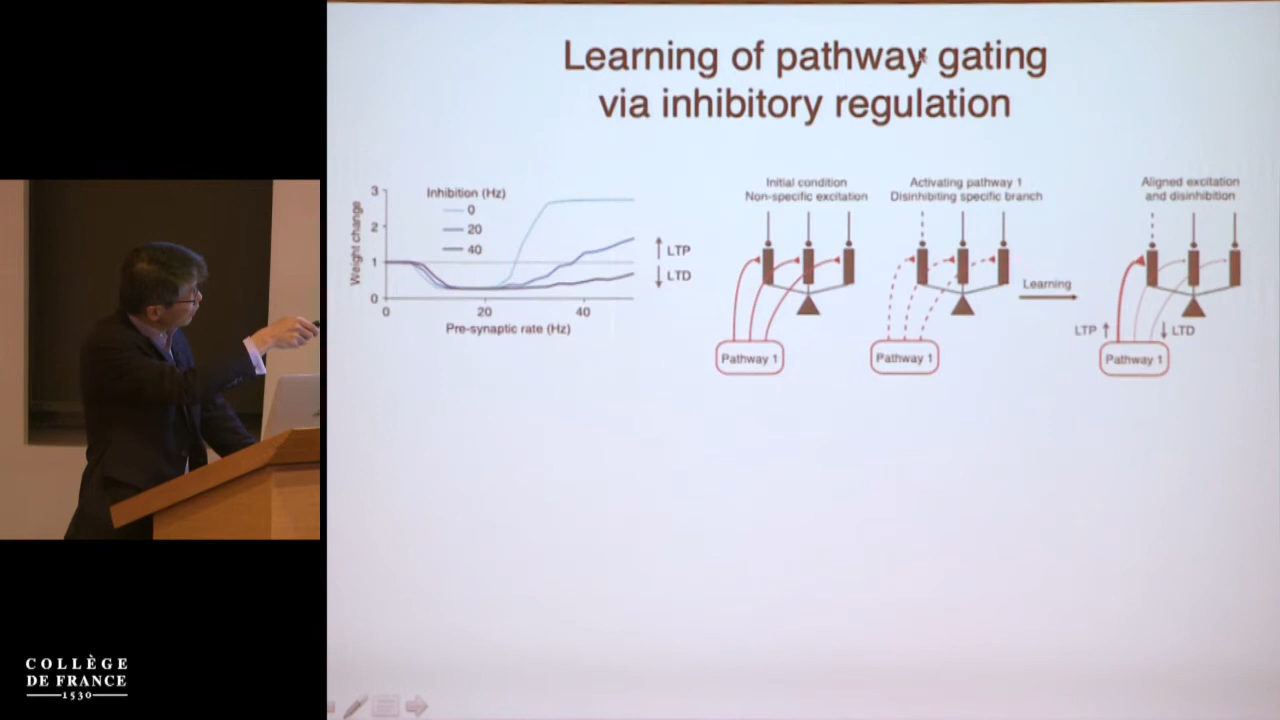 Learning of pathway gating
via inhibitory regulation
3
2
1
0
Weight change
Inhibition (Hz)
0
20
40
0
20
40
Pre-synaptic rate (Hz)
LTP
LTD
Initial condition
Non-specific excitation
Pathway 1
Activating pathway 1
Disinhibiting specific branch
Pathway 1
Learning
Aligned excitation
and disinhibition
LTP
LTD
Pathway 1
COLLÈGE
DE FRANCE
1530